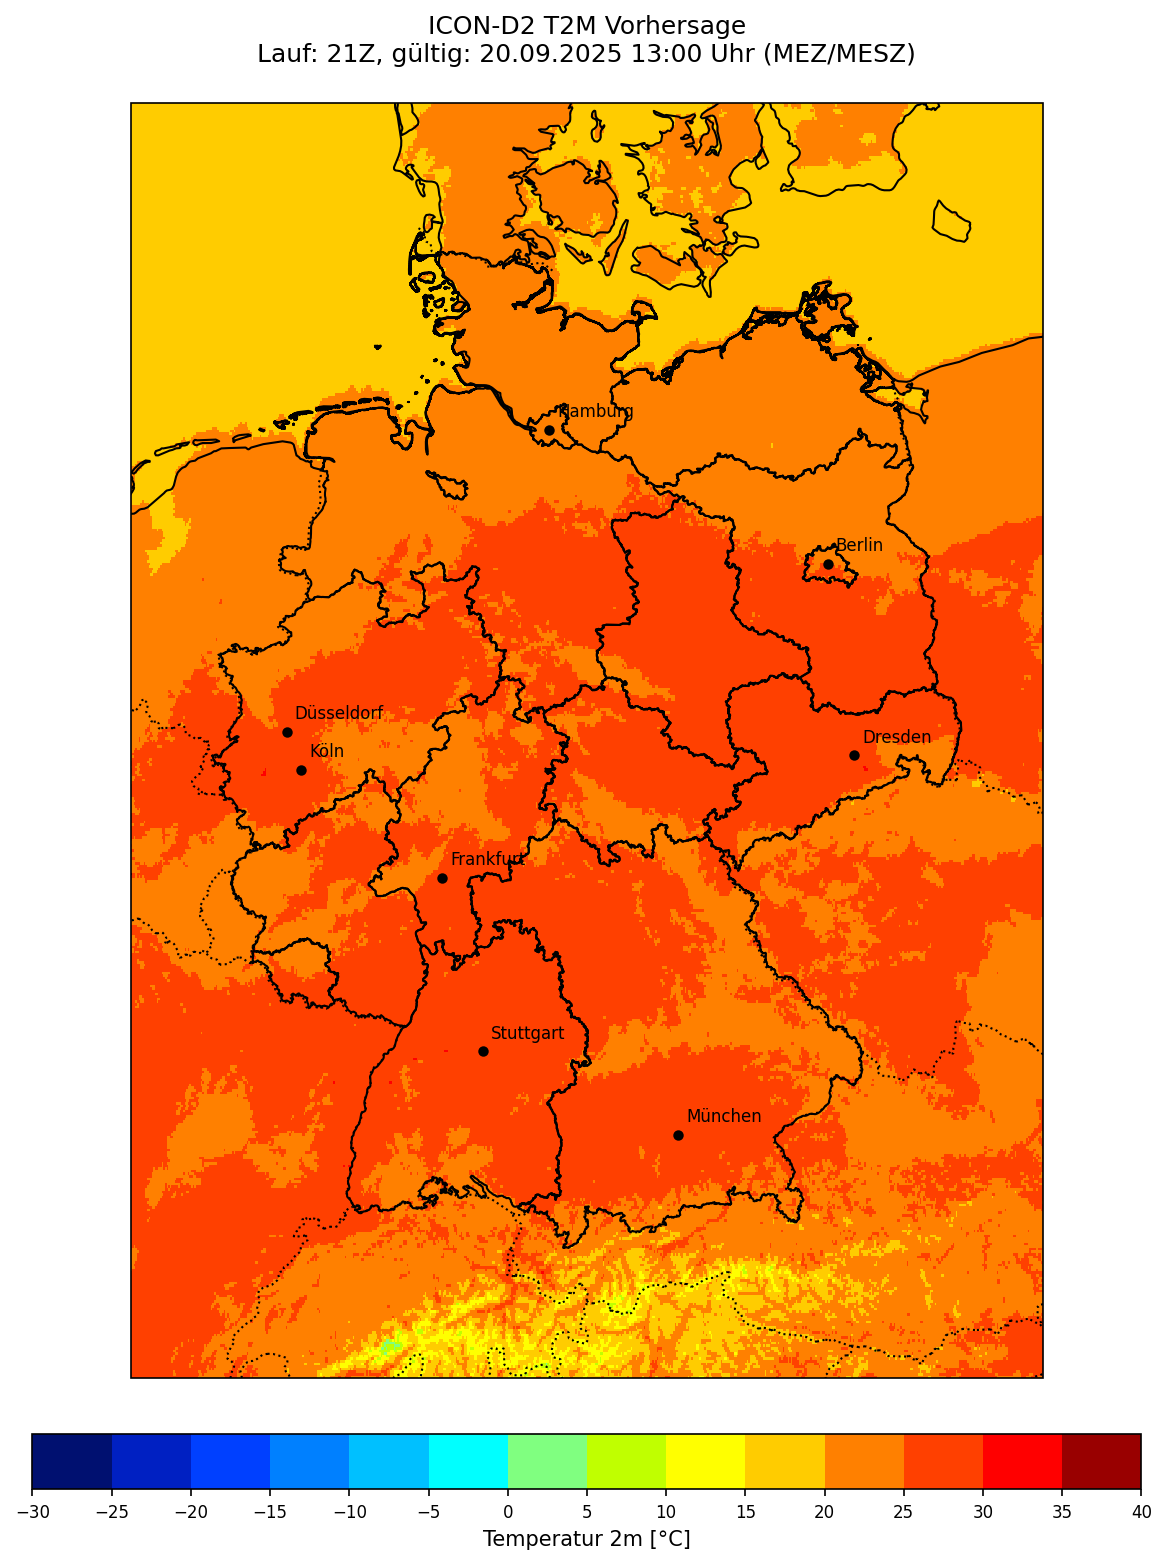 ICON-D2 T2M Vorhersage
Lauf: 21Z, gültig: 20.09.2025 13:00 Uhr (MEZ/MESZ)
Hamburg
Berlin
Düsseldorf
Dresden
Köln
Frankfurt
Stuttgart
München
−30 −25 −20 −15 −10 −5 0 5 10 15 20 25 30 35 40
Temperatur 2m [°C]